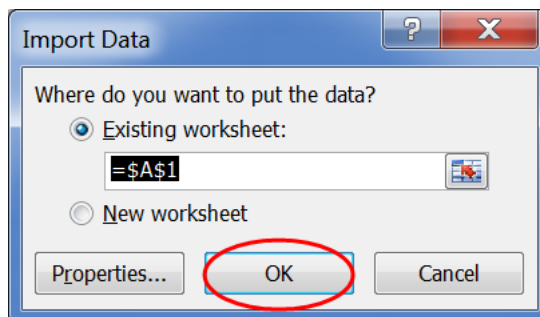 Import Data
Where do you want to put the data?
Existing worksheet:
=$A$1
New worksheet
Properties... OK Cancel